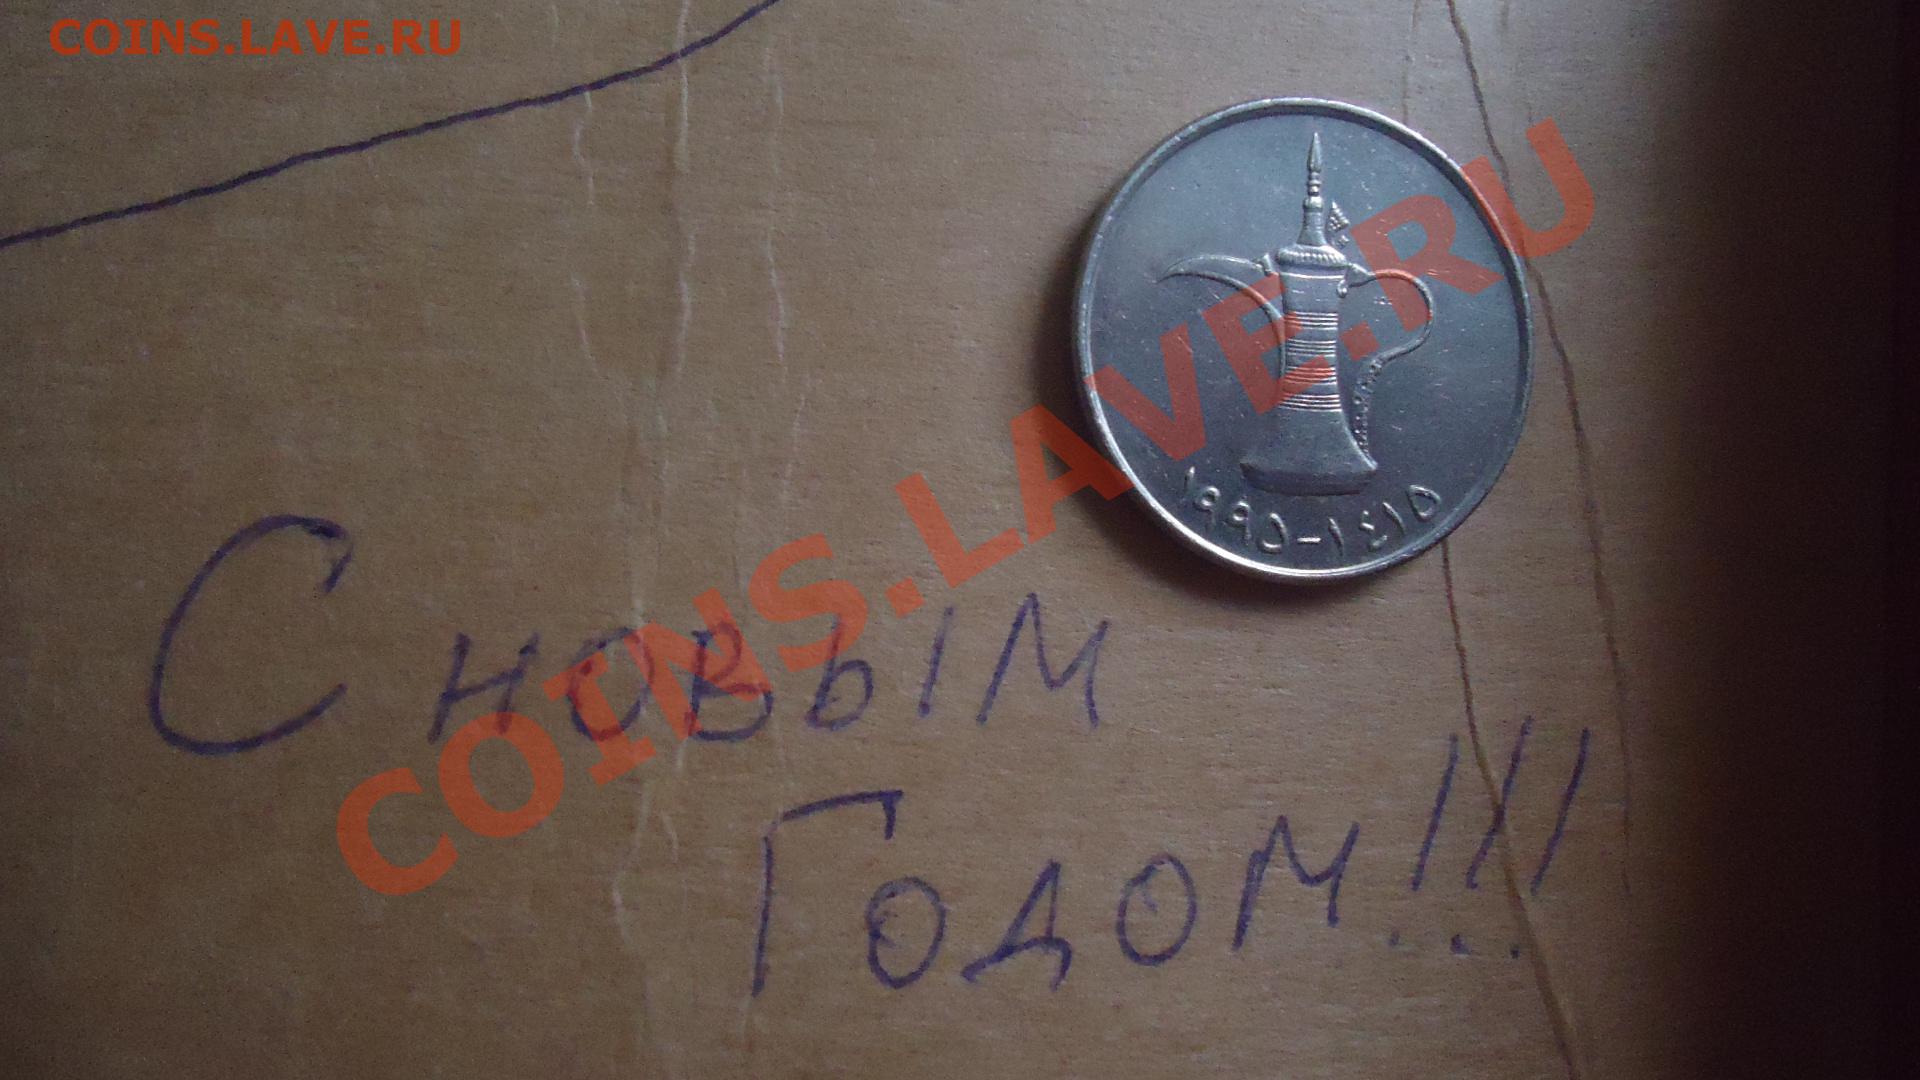 COINS.LAVE.RU
COINS.LAVE.RU
١٩٩٥-١٤١٥
С новым
Годом!!!